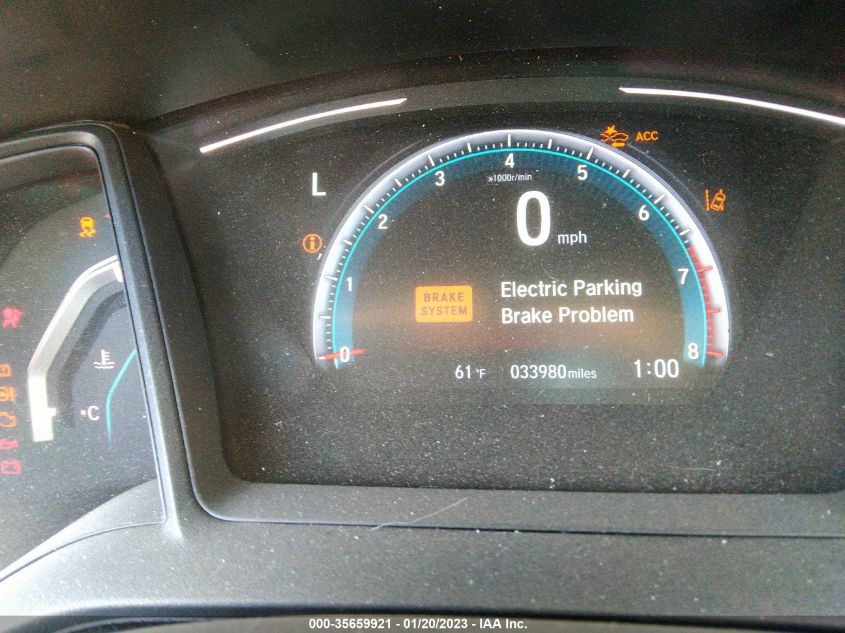 ACC
L
1
2
3
4
5
6
7
8
0
x1000r/min
0 mph
BRAKE
SYSTEM
Electric Parking
Brake Problem
61 °F 033980 miles 1:00
C
000-35659921 - 01/20/2023 - IAA Inc.